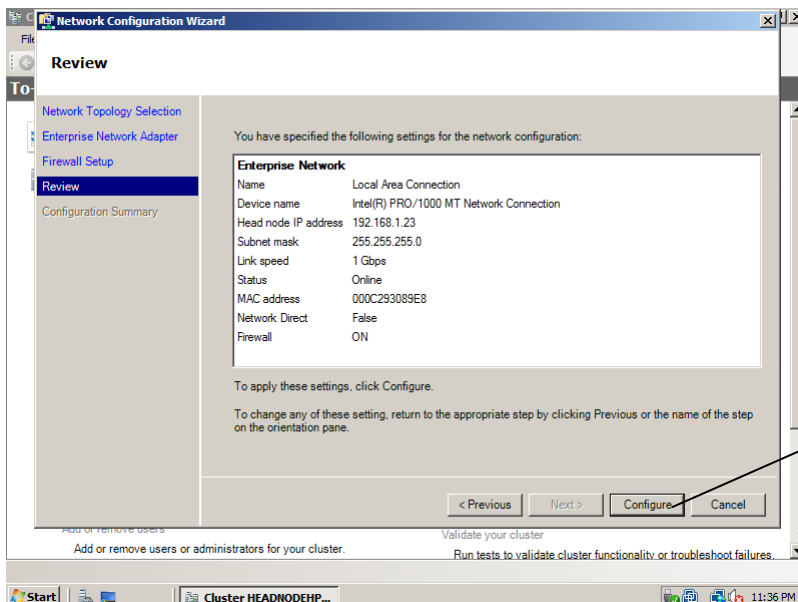 Network Configuration Wizard
File
Review
To-
Network Topology Selection
Enterprise Network Adapter
Firewall Setup
Review
Configuration Summary
You have specified the following settings for the network configuration:
Enterprise Network
Name Local Area Connection
Device name Intel(R) PRO/1000 MT Network Connection
Head node IP address 192.168.1.23
Subnet mask 255.255.255.0
Link speed 1 Gbps
Status Online
MAC address 000C293089E8
Network Direct False
Firewall ON
To apply these settings, click Configure.
To change any of these setting, return to the appropriate step by clicking Previous or the name of the step
on the orientation pane.
< Previous Next > Configure Cancel
Add or remove users Validate your cluster
Add or remove users or administrators for your cluster. Run tests to validate cluster functionality or troubleshoot failures.
Start Cluster HEADNODEHP... 11:36 PM